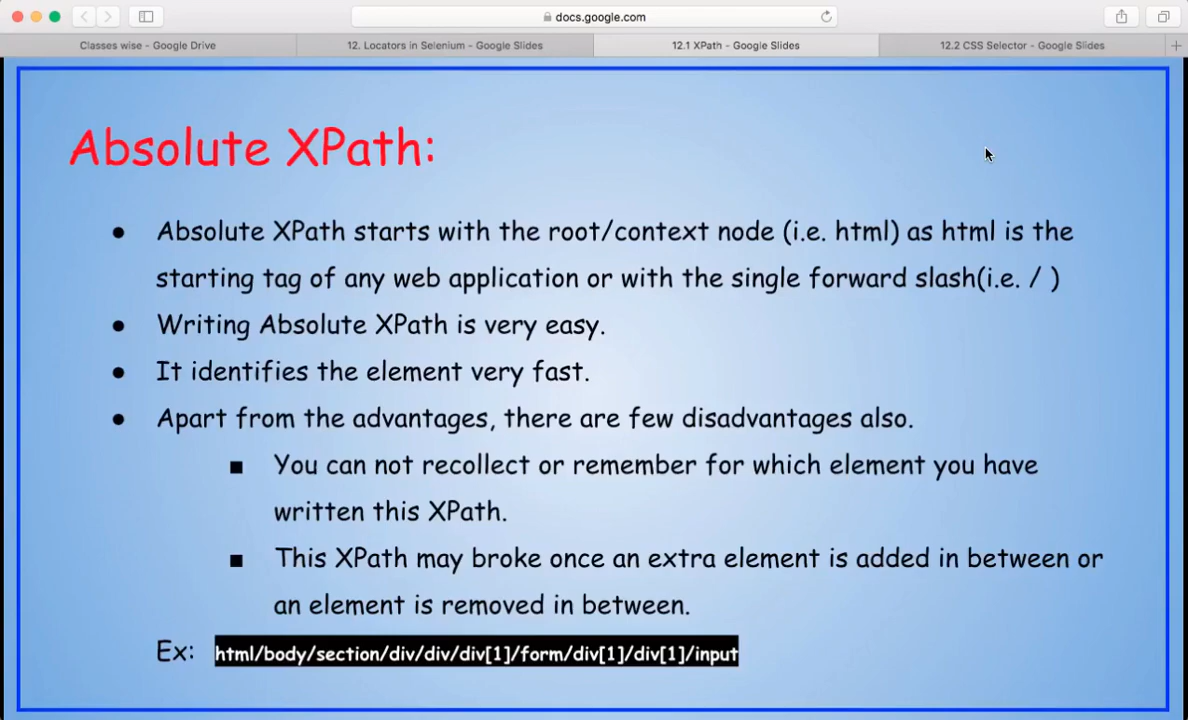 docs.google.com
Classes wise - Google Drive
12. Locators in Selenium - Google Slides
12.1 XPath - Google Slides
12.2 CSS Selector - Google Slides
Absolute XPath:
● Absolute XPath starts with the root/context node (i.e. html) as html is the
starting tag of any web application or with the single forward slash(i.e. / )
● Writing Absolute XPath is very easy.
● It identifies the element very fast.
● Apart from the advantages, there are few disadvantages also.
■ You can not recollect or remember for which element you have
written this XPath.
■ This XPath may broke once an extra element is added in between or
an element is removed in between.
Ex: html/body/section/div/div/div[1]/form/div[1]/div[1]/input